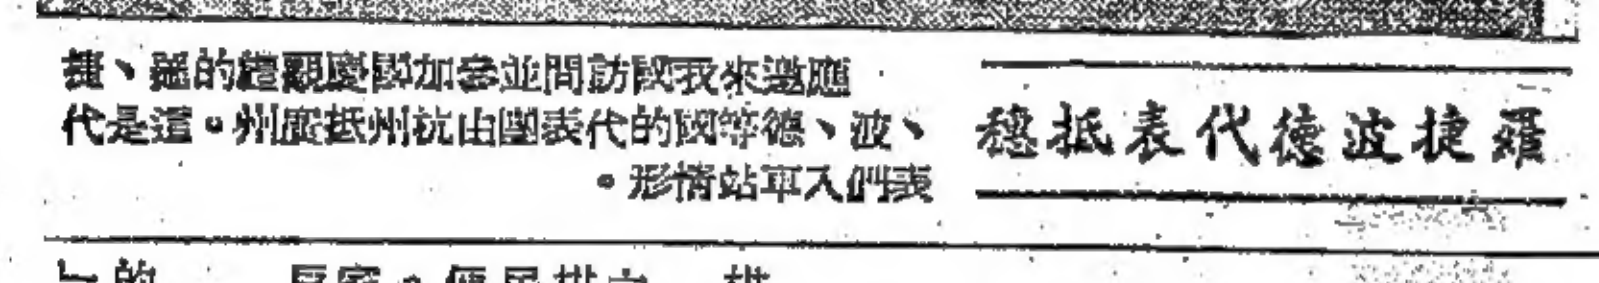 羅捷波德代表抵穗
應邀來我國訪問並參加國慶觀禮的羅、捷
、波、德等國的代表團由杭州抵廣州。這是代
表們入車站情形。